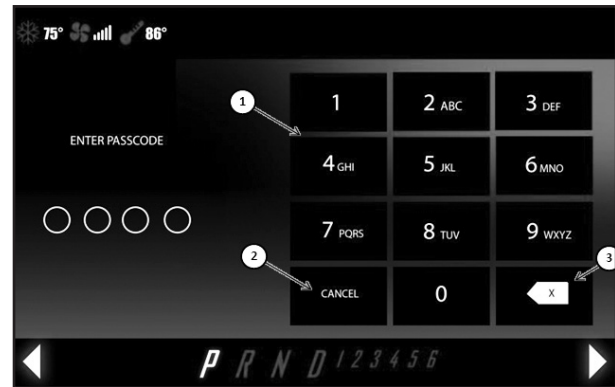 75° 86°
1 2 ABC 3 DEF
1
ENTER PASSCODE
4 GHI 5 JKL 6 MNO
7 PQRS 8 TUV 9 WXYZ
2 3
CANCEL 0 X
P R N D 1 2 3 4 5 6